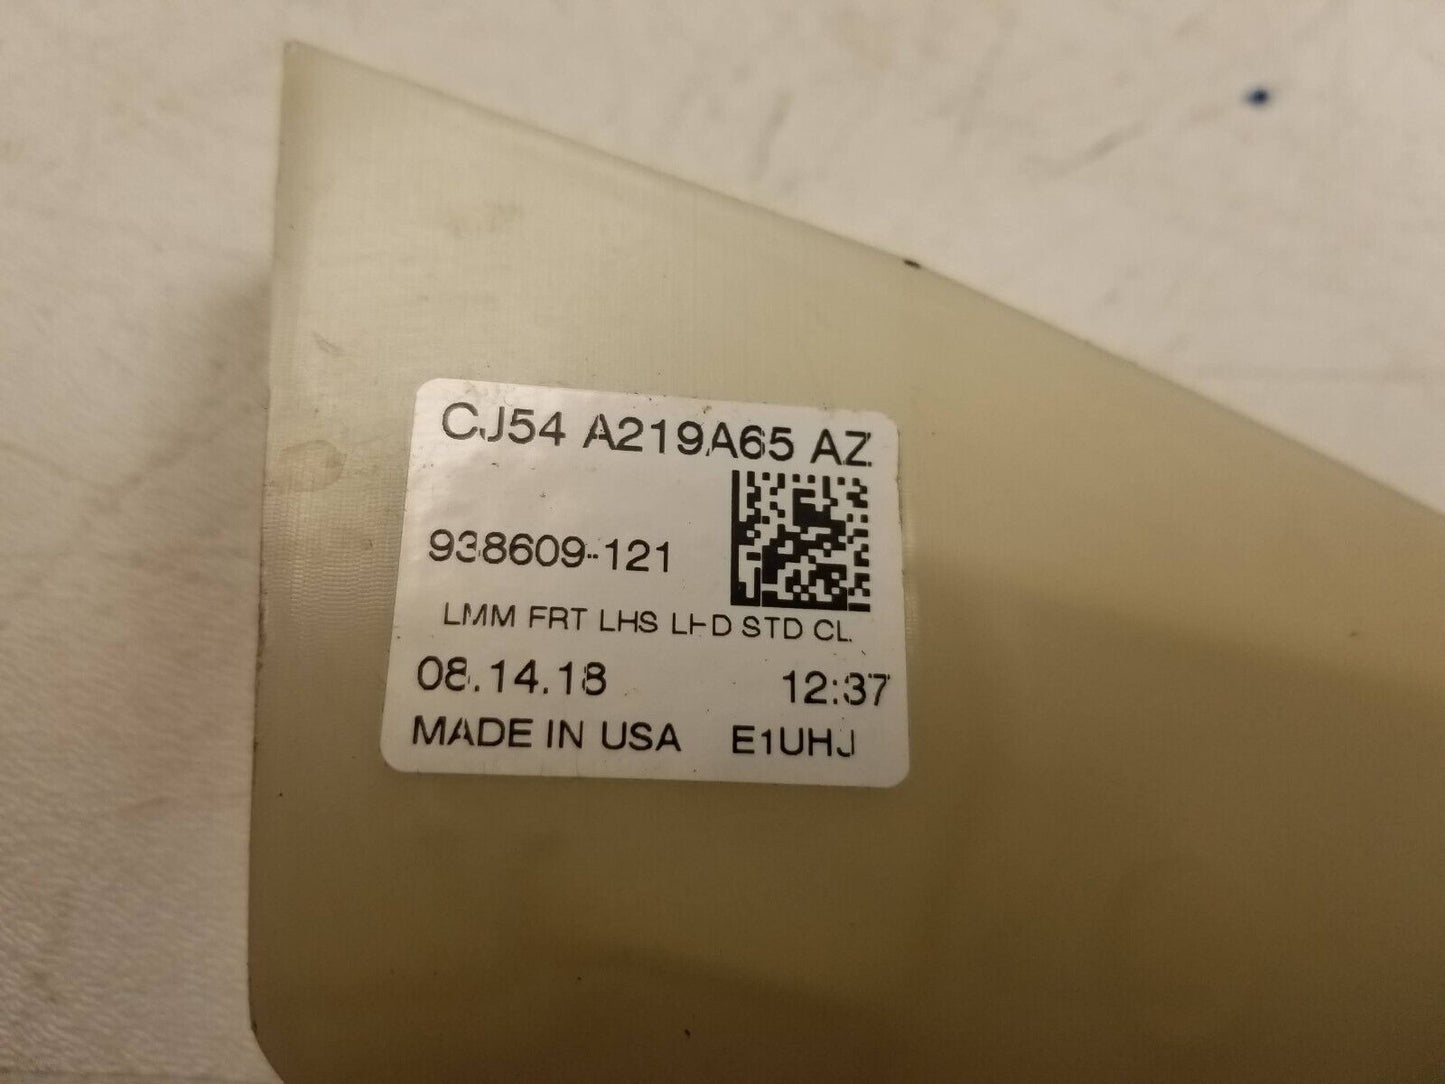 CJ54 A219A65 AZ
938609-121
LMM FRT LHS LHD STD CL
08.14.18 12:37
MADE IN USA E1UHJ